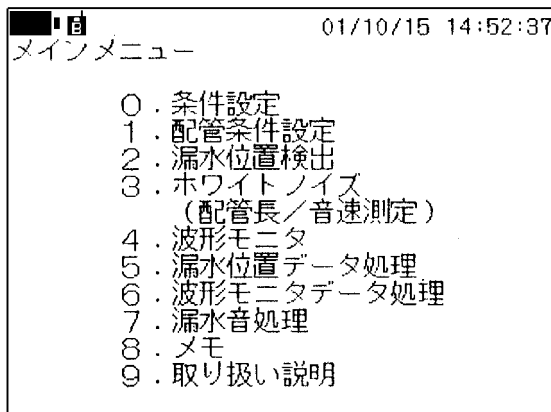 B 01/10/15 14:52:37
メインメニュー
0.条件設定
1.配管条件設定
2.漏水位置検出
3.ホワイトノイズ
(配管長/音速測定)
4.波形モニタ
5.漏水位置データ処理
6.波形モニタデータ処理
7.漏水音処理
8.メモ
9.取り扱い説明